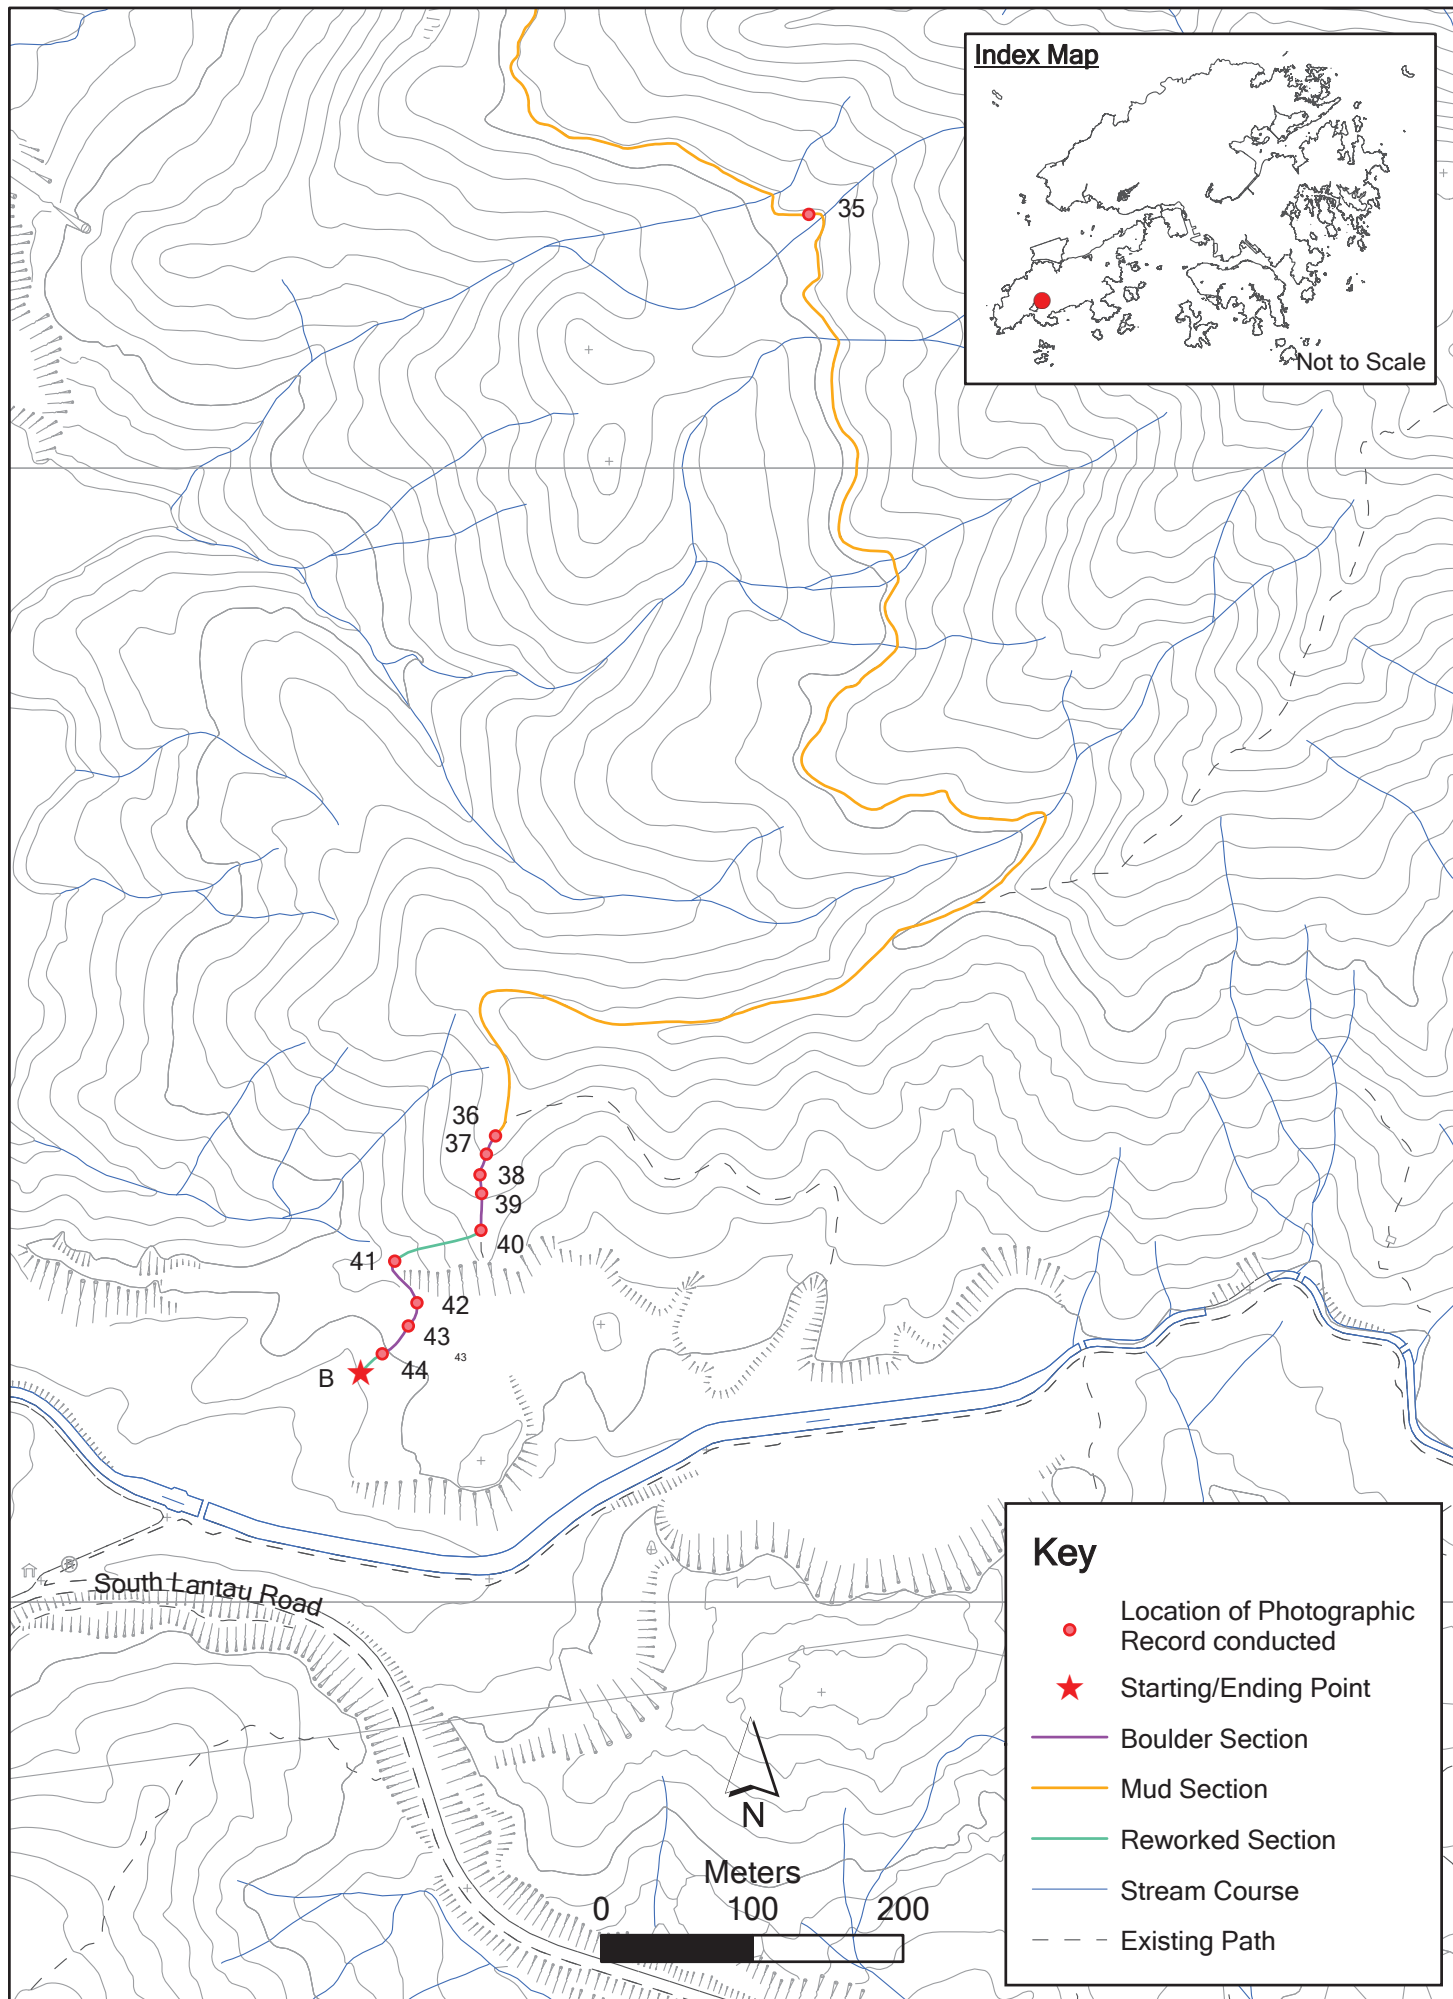 Index Map
Not to Scale
35
36
37
38
39
40
41
42
43
43
44
B
South Lantau Road
Key
Location of Photographic
Record conducted
Starting/Ending Point
Boulder Section
Mud Section
Reworked Section
Stream Course
Existing Path
N
Meters
0 100 200